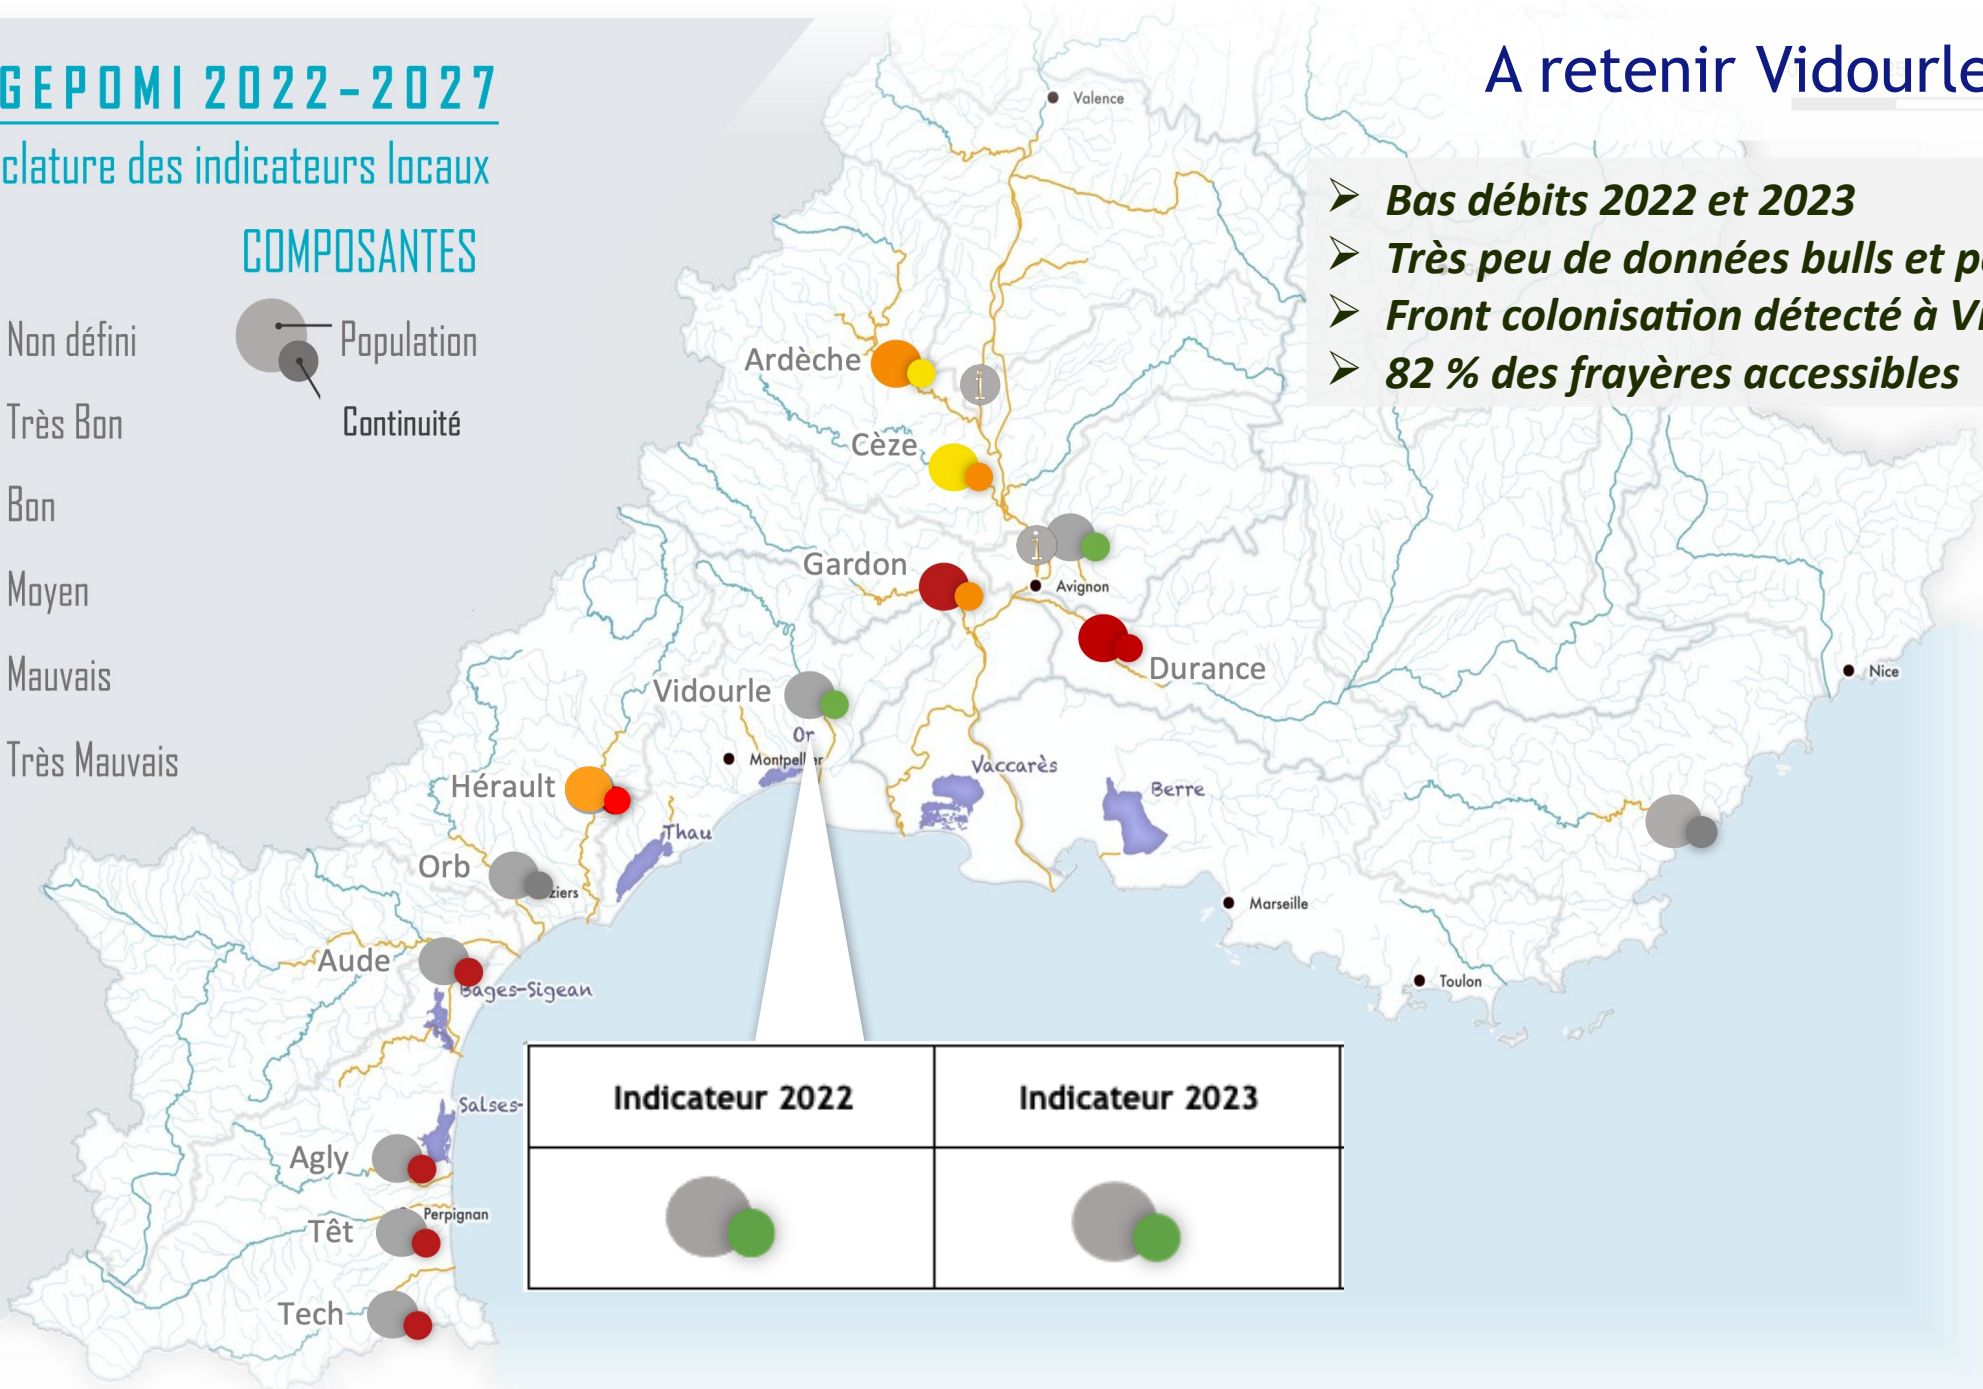 GEPOMI 2022-2027
clature des indicateurs locaux
COMPOSANTES
Non défini
Population
Très Bon
Continuité
Bon
Moyen
Mauvais
Très Mauvais
A retenir Vidourle
➢ Bas débits 2022 et 2023
➢ Très peu de données bulls et p
➢ Front colonisation détecté à V
➢ 82 % des frayères accessibles
Valence
Ardèche
i
Cèze
i
Gardon
Avignon
Durance
Vidourle
Nice
Or
Montpellier
Vaccarès
Hérault
Berre
Thau
Orb
ziers
Marseille
Aude
Toulon
Bages-Sigean
Salses-
Agly
Perpignan
Têt
Tech
Indicateur 2022
Indicateur 2023